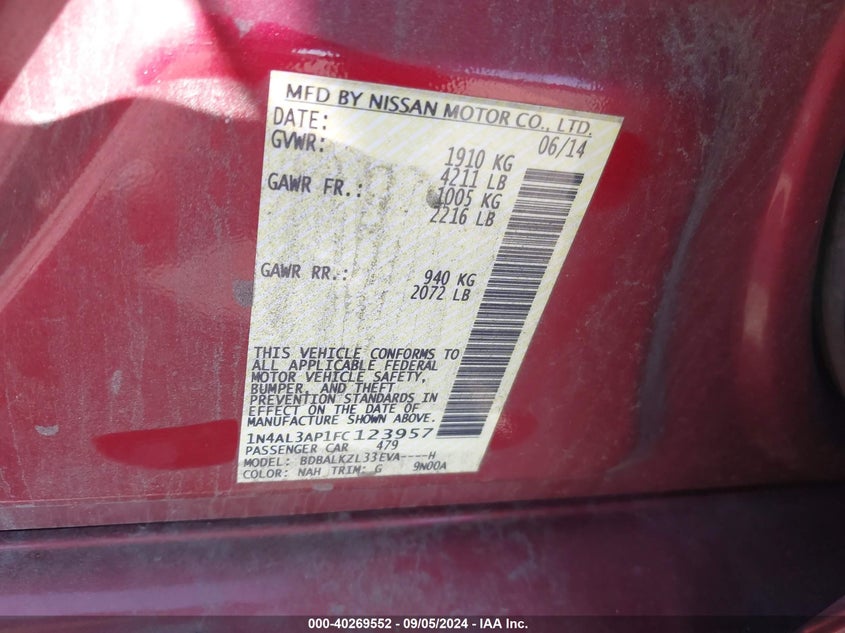 MFD BY NISSAN MOTOR CO., LTD.
DATE: 06/14
GVWR: 1910 KG
4211 LB
GAWR FR.: 1005 KG
2216 LB
GAWR RR.: 940 KG
2072 LB
THIS VEHICLE CONFORMS TO
ALL APPLICABLE FEDERAL
MOTOR VEHICLE SAFETY,
BUMPER, AND THEFT
PREVENTION STANDARDS IN
EFFECT ON THE DATE OF
MANUFACTURE SHOWN ABOVE.
1N4AL3AP1FC123957
PASSENGER CAR 479
MODEL: BDBALKZL33EVA----H
COLOR: NAH TRIM: G 9N00A
000-40269552 - 09/05/2024 - IAA Inc.